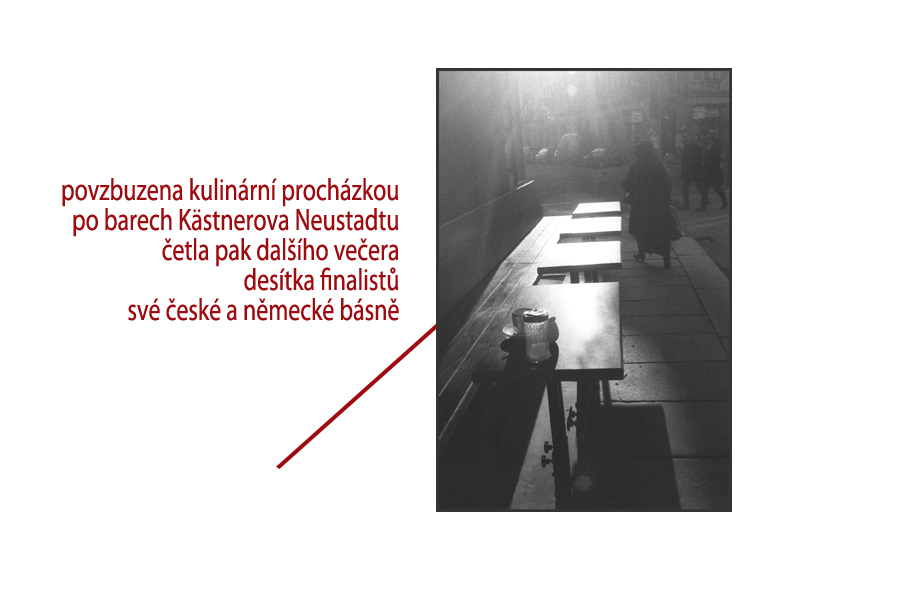 povzbuzena kulinární procházkou
po barech Kästnerova Neustadtu
četla pak dalšího večera
desítka finalistů
své české a německé básně